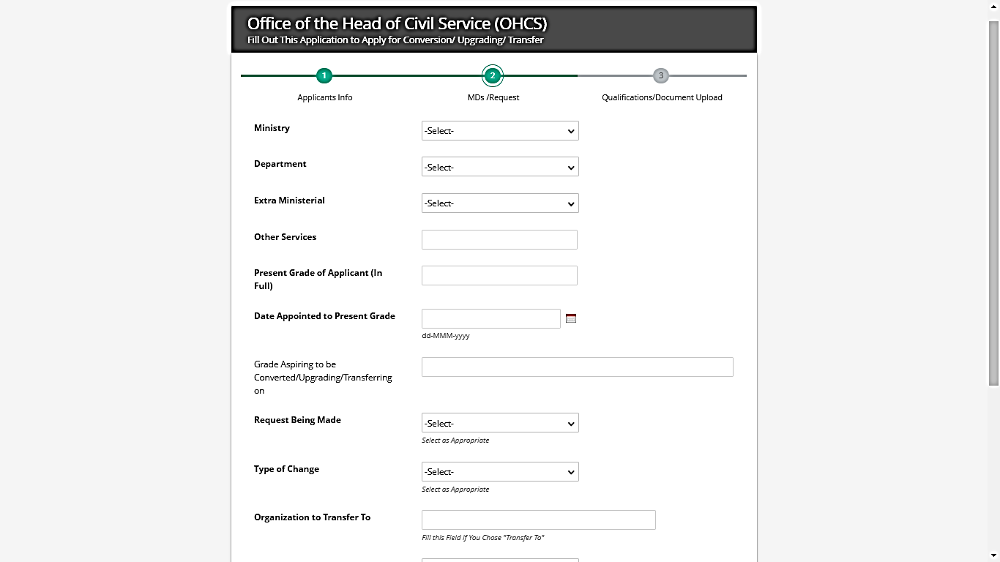 Office of the Head of Civil Service (OHCS)
Fill Out This Application to Apply for Conversion/ Upgrading/ Transfer
1
2
3
Applicants Info
MDs /Request
Qualifications/Document Upload
Ministry
-Select-
Department
-Select-
Extra Ministerial
-Select-
Other Services
Present Grade of Applicant (In
Full)
Date Appointed to Present Grade
dd-MMM-yyyy
Grade Aspiring to be
Converted/Upgrading/Transferring
on
Request Being Made
-Select-
Select as Appropriate
Type of Change
-Select-
Select as Appropriate
Organization to Transfer To
Fill this Field if You Chose "Transfer To"